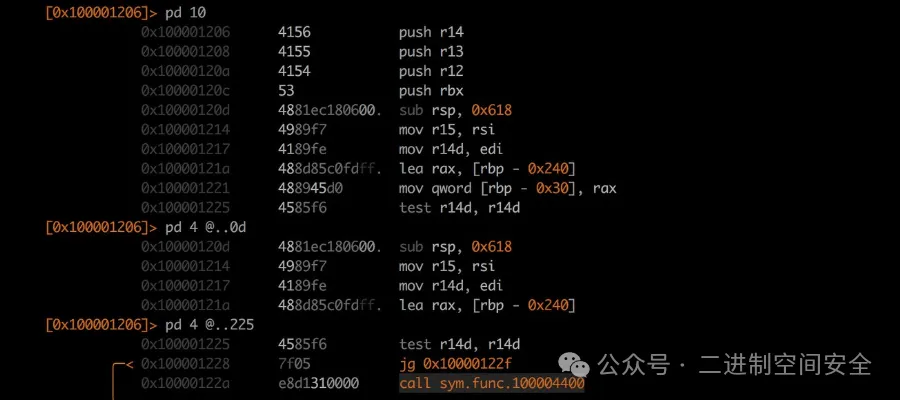 [0x100001206]> pd 10
0x100001206 4156 push r14
0x100001208 4155 push r13
0x10000120a 4154 push r12
0x10000120c 53 push rbx
0x10000120d 4881ec180600. sub rsp, 0x618
0x100001214 4989f7 mov r15, rsi
0x100001217 4189fe mov r14d, edi
0x10000121a 488d85c0fdff. lea rax, [rbp - 0x240]
0x100001221 488945d0 mov qword [rbp - 0x30], rax
0x100001225 4585f6 test r14d, r14d
[0x100001206]> pd 4 @..0d
0x10000120d 4881ec180600. sub rsp, 0x618
0x100001214 4989f7 mov r15, rsi
0x100001217 4189fe mov r14d, edi
0x10000121a 488d85c0fdff. lea rax, [rbp - 0x240]
[0x100001206]> pd 4 @..225
0x100001225 4585f6 test r14d, r14d
< 0x100001228 7f05 jg 0x10000122f
0x10000122a e8d1310000 call sym.func.100004400
公众号 · 二进制空间安全